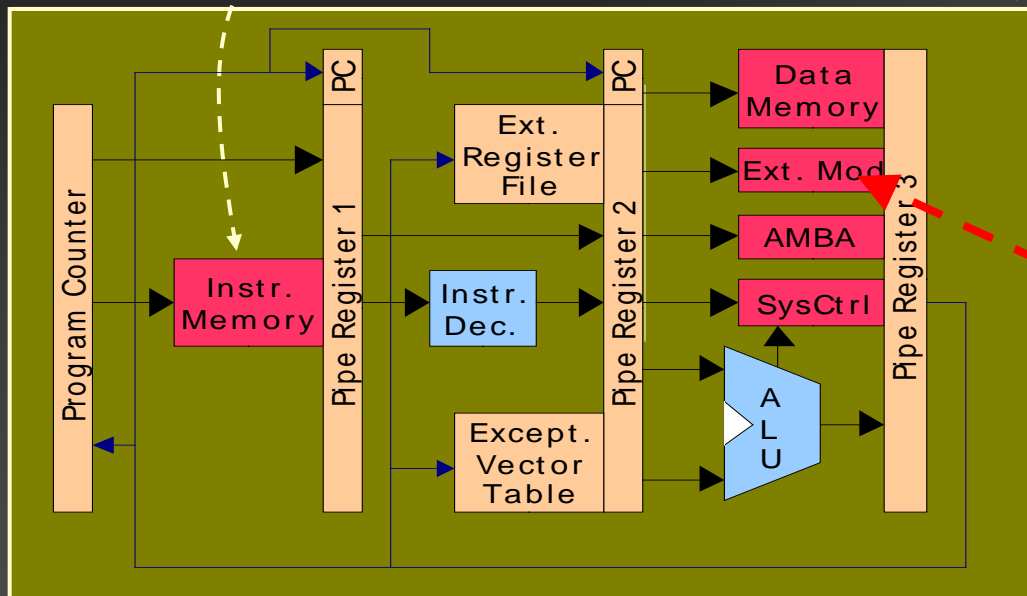 Program Counter
Instr.
Memory
PC
Pipe Register 1
Ext.
Register
File
Instr.
Dec.
Except.
Vector
Table
PC
Pipe Register 2
Data
Memory
Ext. Mod
AMBA
SysCtrl
A
L
U
Pipe Register 3